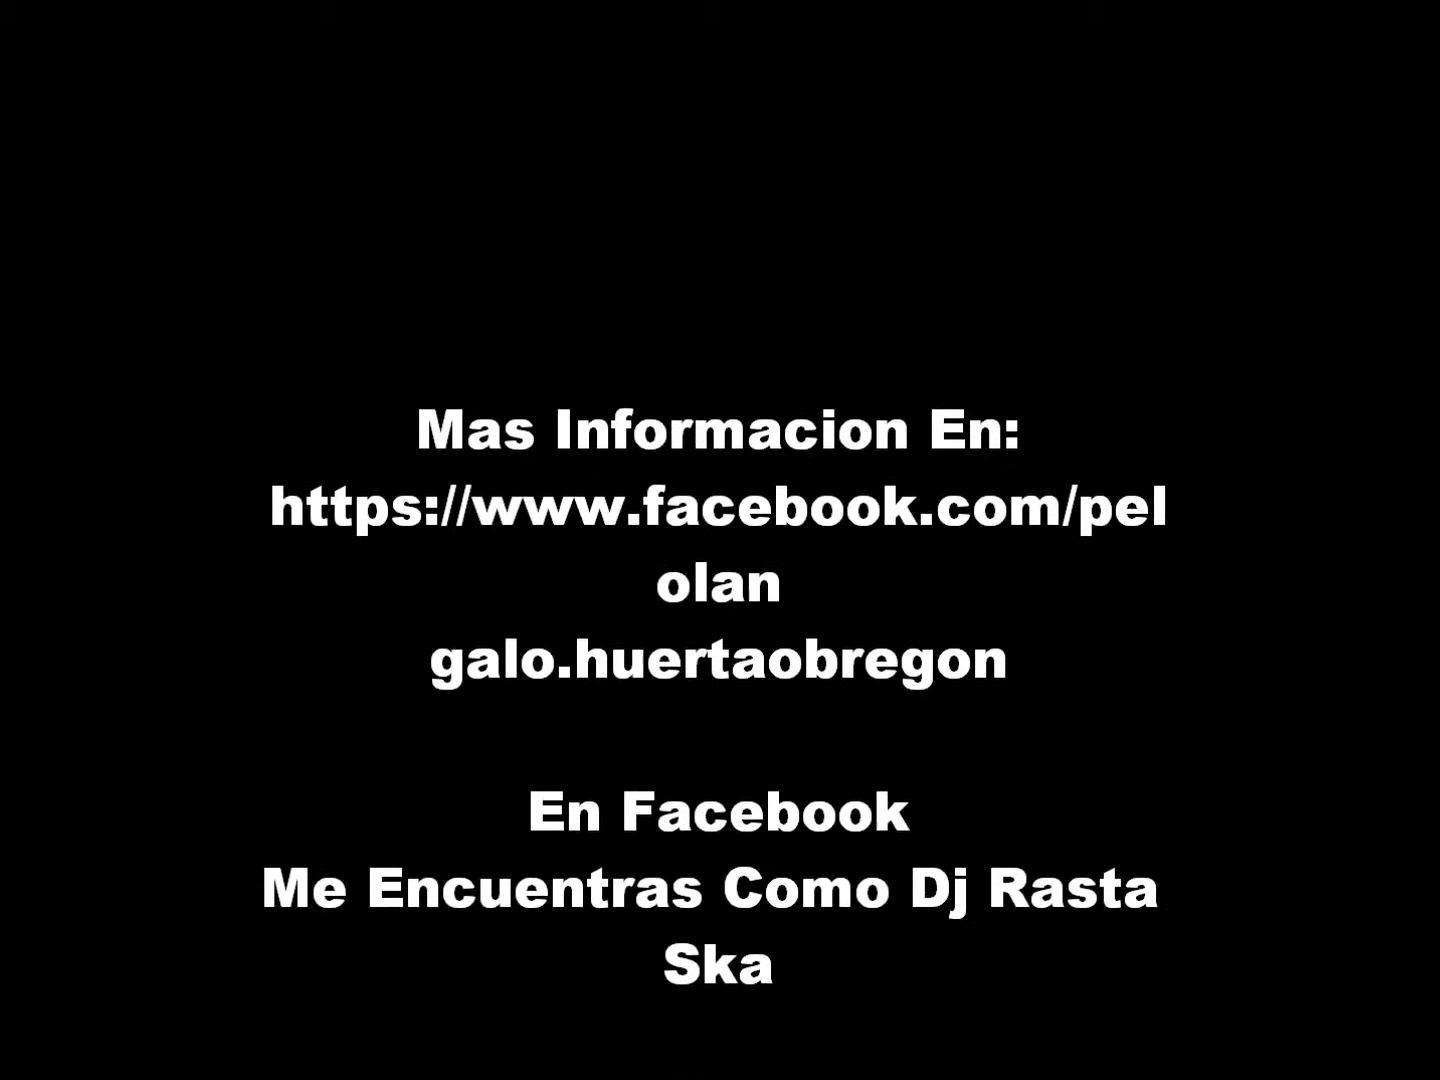 Mas Informacion En:
https://www.facebook.com/pel
olan
galo.huertaobregon
En Facebook
Me Encuentras Como Dj Rasta
Ska